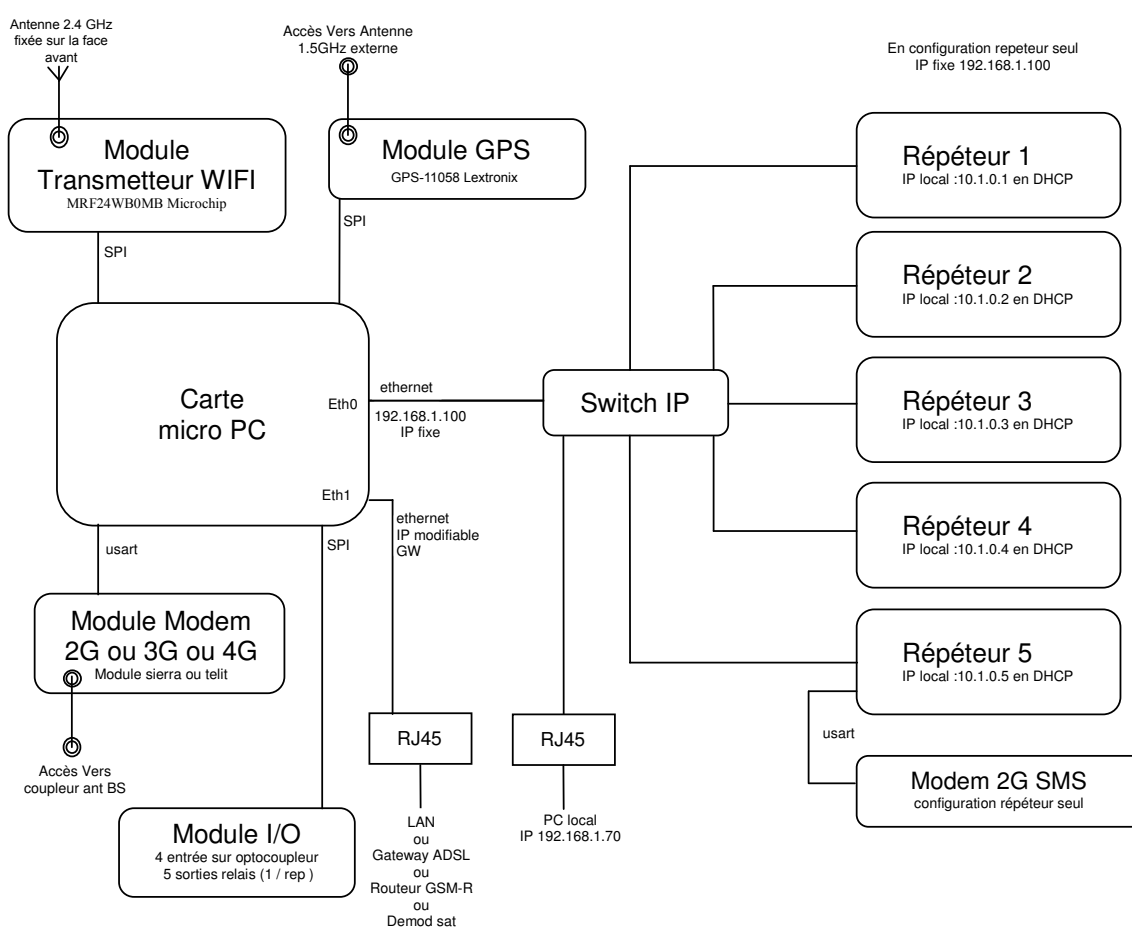 Antenne 2.4 GHz
fixée sur la face
avant
Accès Vers Antenne
1.5GHz externe
En configuration repeteur seul
IP fixe 192.168.1.100
Module
Transmetteur WIFI
MRF24WB0MB Microchip
Module GPS
GPS-11058 Lextronix
Répéteur 1
IP local :10.1.0.1 en DHCP
SPI
SPI
Répéteur 2
IP local :10.1.0.2 en DHCP
Carte
micro PC
Eth0
ethernet
192.168.1.100
IP fixe
Switch IP
Répéteur 3
IP local :10.1.0.3 en DHCP
Eth1
ethernet
IP modifiable
GW
Répéteur 4
IP local :10.1.0.4 en DHCP
usart
SPI
Module Modem
2G ou 3G ou 4G
Module sierra ou telit
Répéteur 5
IP local :10.1.0.5 en DHCP
RJ45
RJ45
usart
Accès Vers
coupleur ant BS
Modem 2G SMS
configuration répéteur seul
Module I/O
4 entrée sur optocoupleur
5 sorties relais (1 / rep )
LAN
ou
Gateway ADSL
ou
Routeur GSM-R
ou
Demod sat
PC local
IP 192.168.1.70